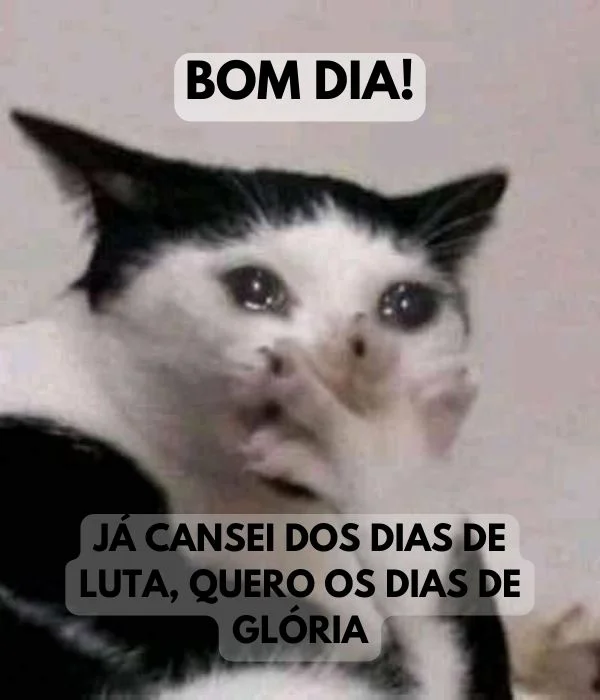 BOM DIA!
JÁ CANSEI DOS DIAS DE
LUTA, QUERO OS DIAS DE
GLÓRIA